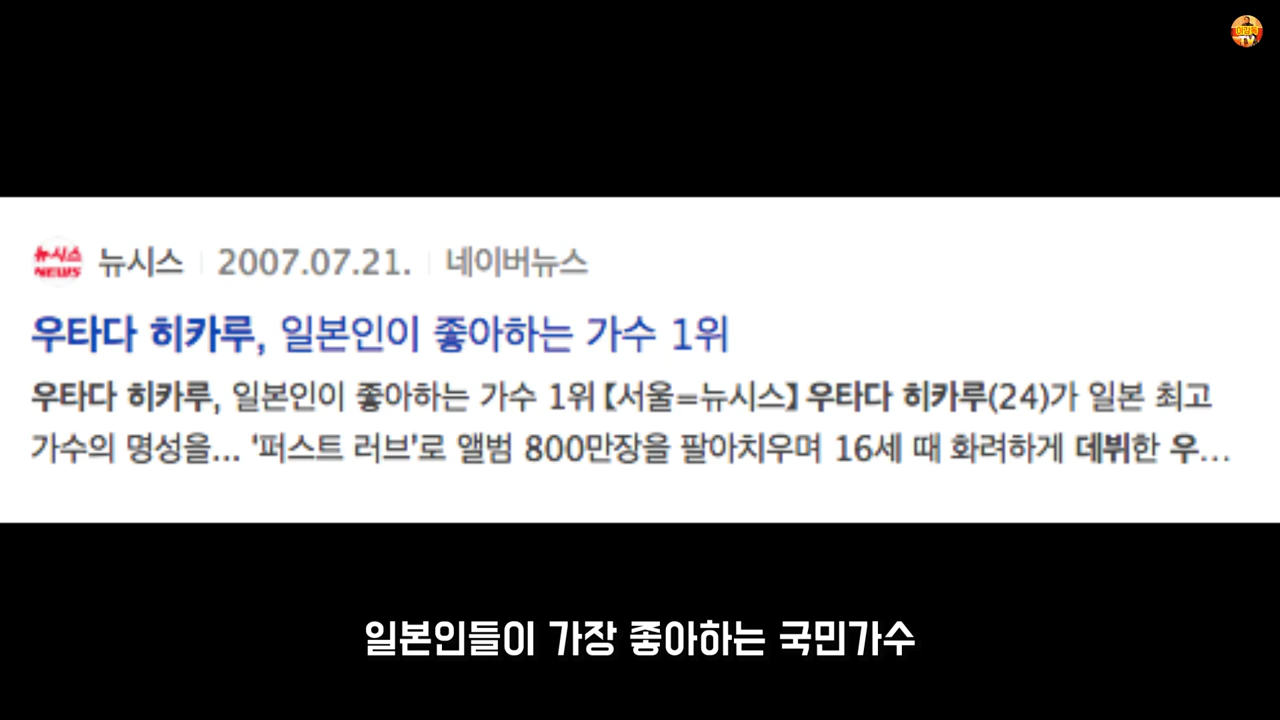 뉴시스
NEWS
뉴시스 2007.07.21. 네이버뉴스
우타다 히카루, 일본인이 좋아하는 가수 1위
우타다 히카루, 일본인이 좋아하는 가수 1위【서울=뉴시스】우타다 히카루(24)가 일본 최고
가수의 명성을... '퍼스트 러브'로 앨범 800만장을 팔아치우며 16세 때 화려하게 데뷔한 우...
일본인들이 가장 좋아하는 국민가수